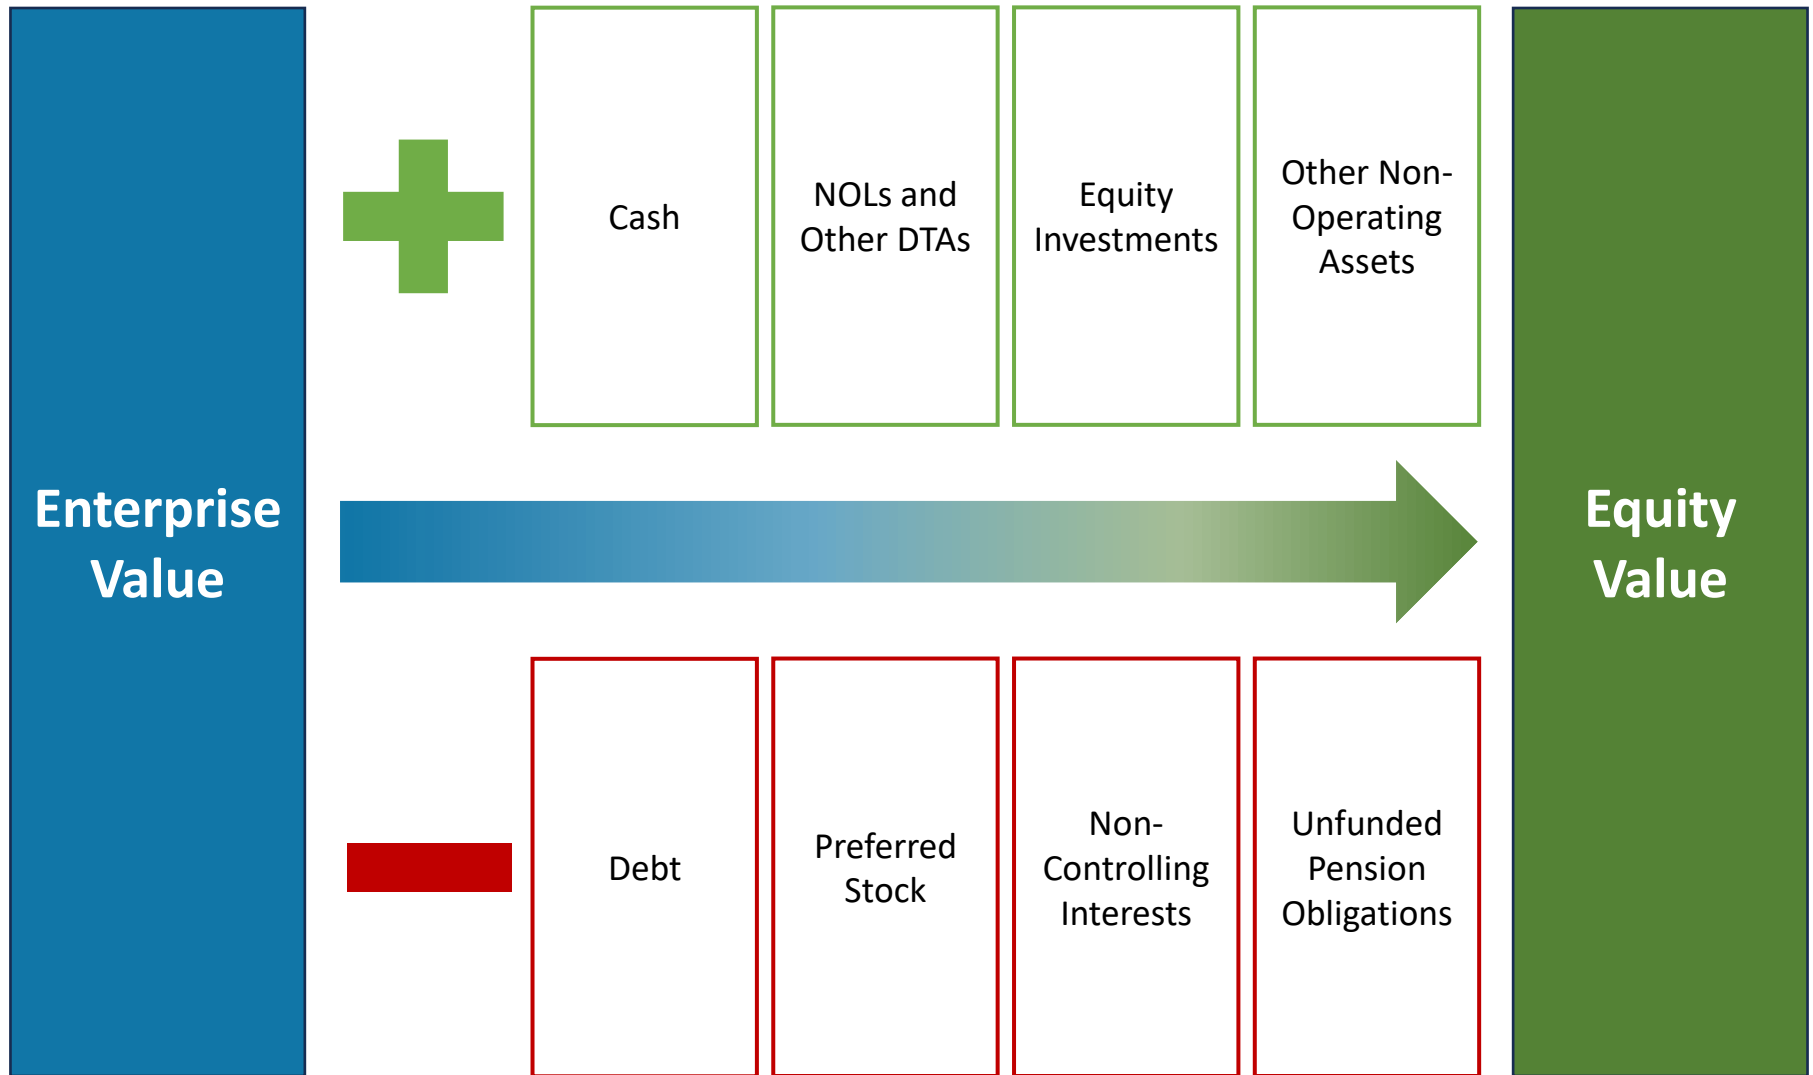 Enterprise
Value
Cash
NOLs and
Other DTAs
Equity
Investments
Other Non-
Operating
Assets
Debt
Preferred
Stock
Non-
Controlling
Interests
Unfunded
Pension
Obligations
Equity
Value